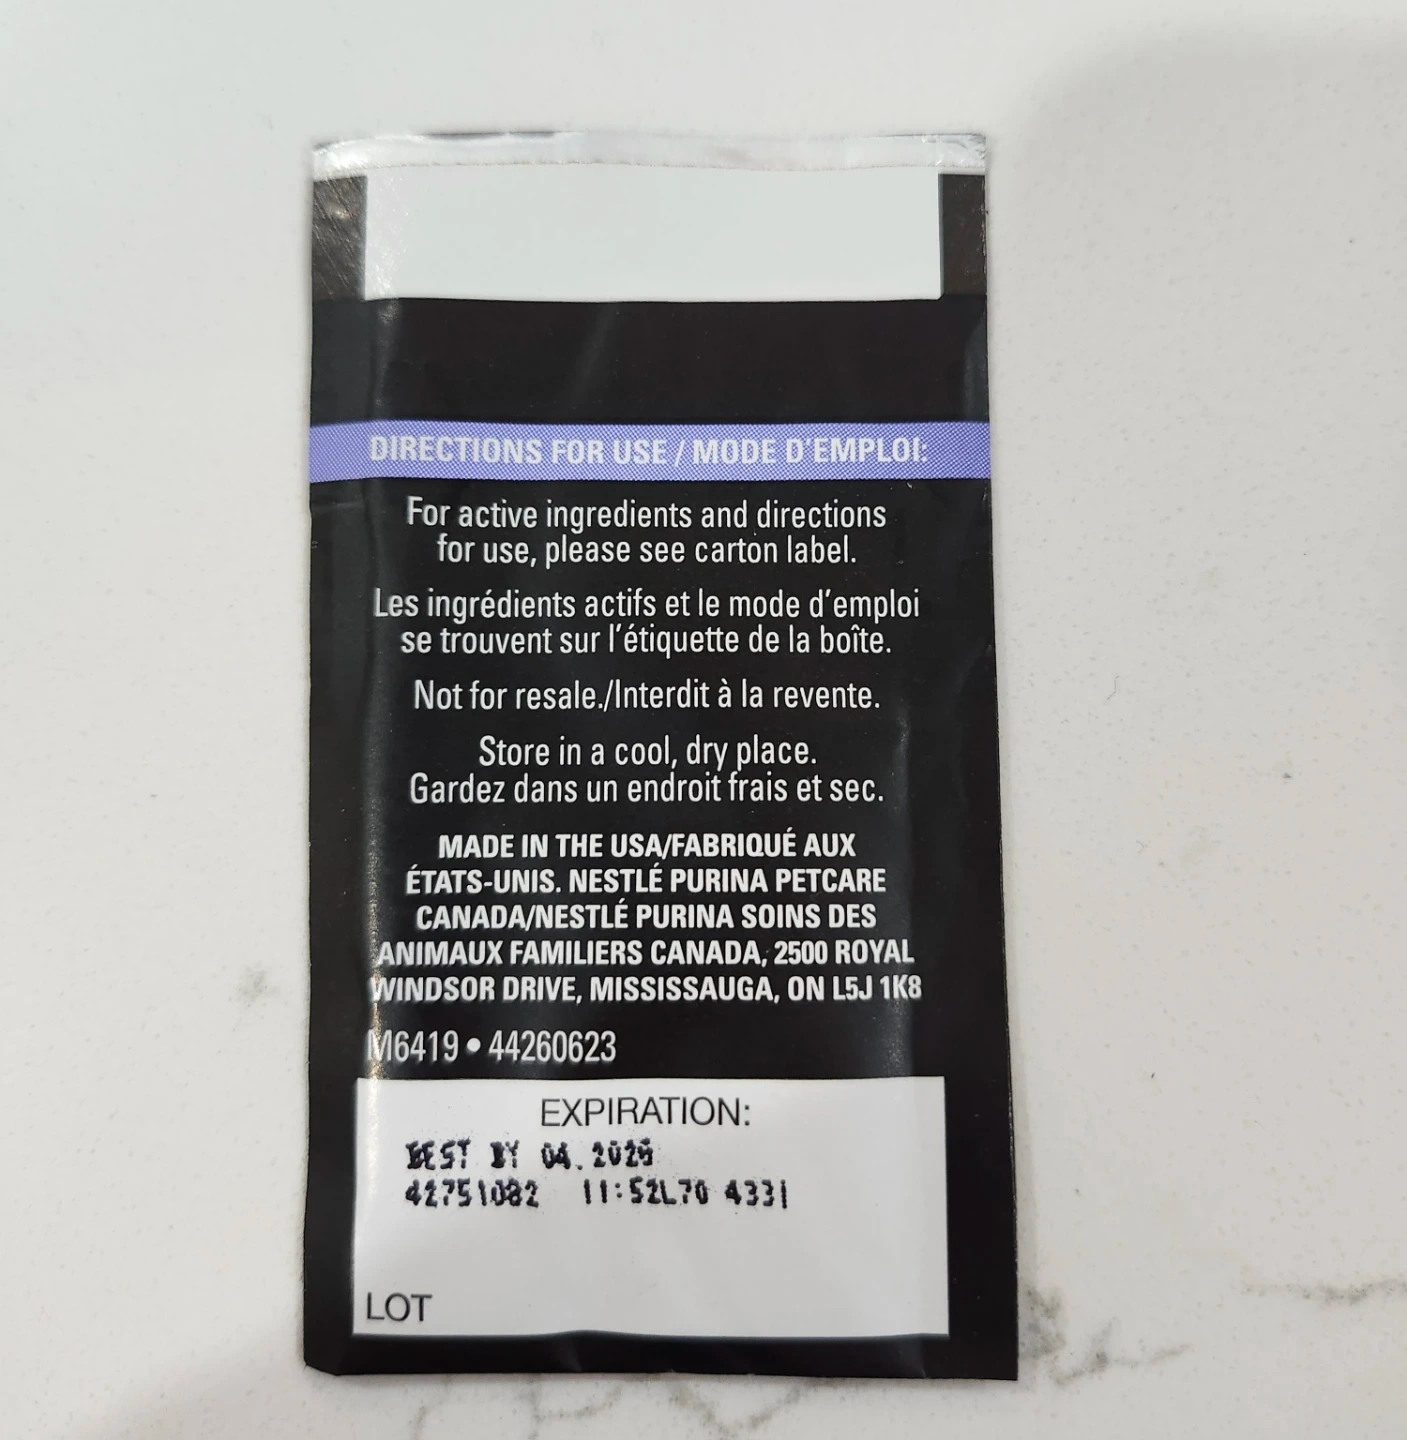 DIRECTIONS FOR USE / MODE D'EMPLOI:
For active ingredients and directions
for use, please see carton label.
Les ingrédients actifs et le mode d'emploi
se trouvent sur l'étiquette de la boîte.
Not for resale./Interdit à la revente.
Store in a cool, dry place.
Gardez dans un endroit frais et sec.
MADE IN THE USA/FABRIQUÉ AUX
ÉTATS-UNIS. NESTLÉ PURINA PETCARE
CANADA/NESTLÉ PURINA SOINS DES
ANIMAUX FAMILIERS CANADA, 2500 ROYAL
WINDSOR DRIVE, MISSISSAUGA, ON L5J 1K8
M6419 • 44260623
EXPIRATION:
BEST BY
42751082 11:52L70 4331
LOT